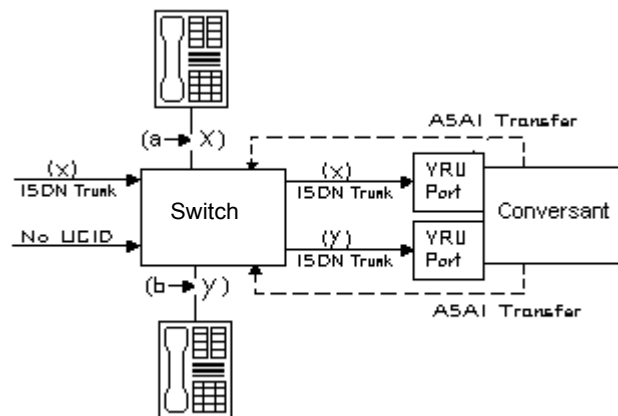 ASAI Transfer
(a→ X)
(x)
ISDN Trunk
(x)
ISDN Trunk
VRU
Port
Switch
Conversant
No UCID
(y)
ISDN Trunk
VRU
Port
(b→ y)
ASAI Transfer